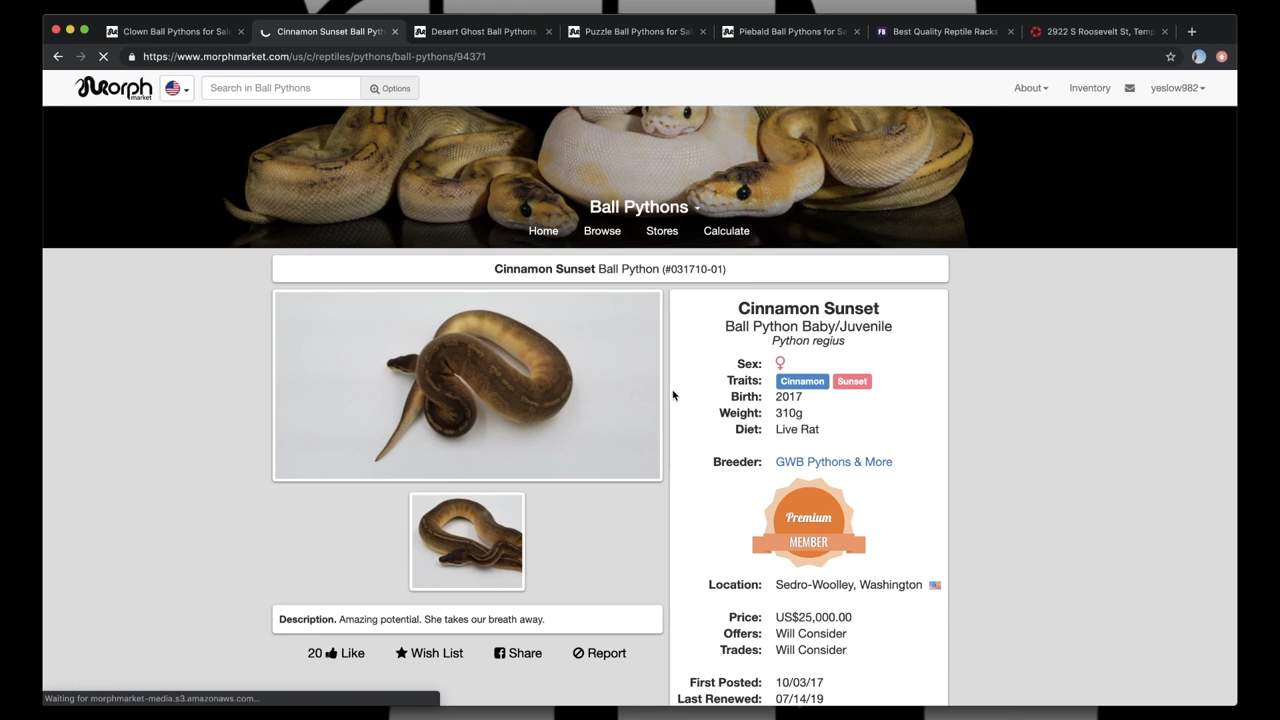 Clown Ball Pythons for Sale
Cinnamon Sunset Ball Pyth
Desert Ghost Ball Pythons
Puzzle Ball Pythons for Sal
Piebald Ball Pythons for Sa
Best Quality Reptile Racks
2922 S Roosevelt St, Temp
https://www.morphmarket.com/us/c/reptiles/pythons/ball-pythons/94371
Morph market
Search in Ball Pythons
Options
About
Inventory
yeslow982
Ball Pythons
Home Browse Stores Calculate
Cinnamon Sunset Ball Python (#031710-01)
Cinnamon Sunset
Ball Python Baby/Juvenile
Python regius
Sex: ♀
Traits: Cinnamon Sunset
Birth: 2017
Weight: 310g
Diet: Live Rat
Breeder: GWB Pythons & More
Premium
MEMBER
Location: Sedro-Woolley, Washington
Price: US$25,000.00
Offers: Will Consider
Trades: Will Consider
First Posted: 10/03/17
Last Renewed: 07/14/19
Description. Amazing potential. She takes our breath away.
20 Like Wish List Share Report
Waiting for morphmarket-media.s3.amazonaws.com...